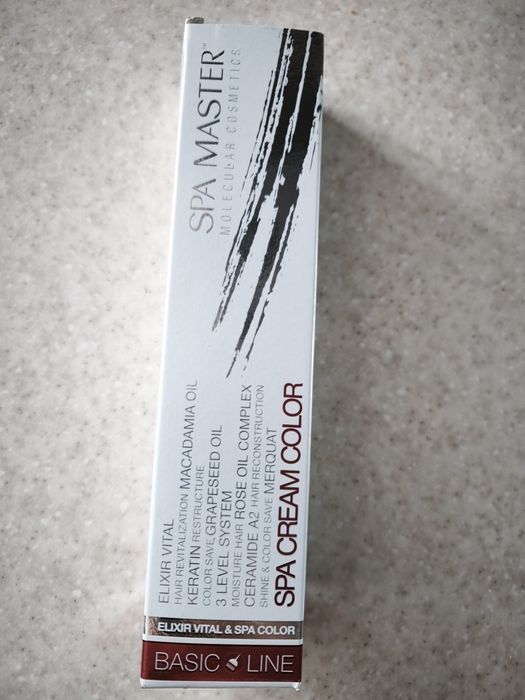 SPA MASTER™
MOLECULAR COSMETICS
ELIXIR VITAL
HAIR REVITALIZATION MACADAMIA OIL
KERATIN RESTRUCTURE
COLOR SAVE GRAPESEED OIL
3 LEVEL SYSTEM
MOISTURE HAIR ROSE OIL COMPLEX
CERAMIDE A2 HAIR RECONSTRUCTION
SHINE & COLOR SAVE MERQUAT
SPA CREAM COLOR
ELIXIR VITAL & SPA COLOR
BASIC LINE